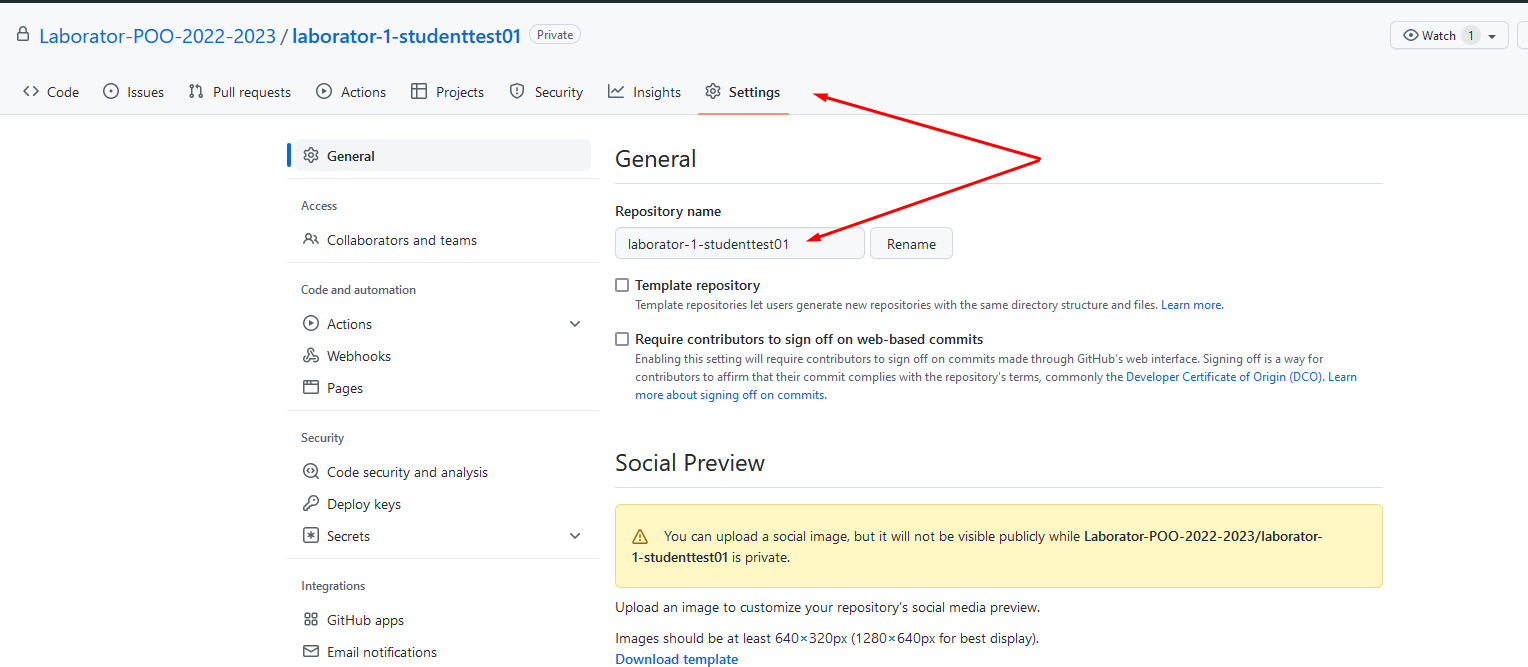 Laborator-POO-2022-2023 / laborator-1-studenttest01 Private
Watch 1
Code Issues Pull requests Actions Projects Security Insights Settings
General
Access
Collaborators and teams
Code and automation
Actions
Webhooks
Pages
Security
Code security and analysis
Deploy keys
Secrets
Integrations
GitHub apps
Email notifications
General
Repository name
laborator-1-studenttest01 Rename
Template repository
Template repositories let users generate new repositories with the same directory structure and files. Learn more.
Require contributors to sign off on web-based commits
Enabling this setting will require contributors to sign off on commits made through GitHub's web interface. Signing off is a way for
contributors to affirm that their commit complies with the repository's terms, commonly the Developer Certificate of Origin (DCO). Learn
more about signing off on commits.
Social Preview
You can upload a social image, but it will not be visible publicly while Laborator-POO-2022-2023/laborator-
1-studenttest01 is private.
Upload an image to customize your repository's social media preview.
Images should be at least 640×320px (1280×640px for best display).
Download template